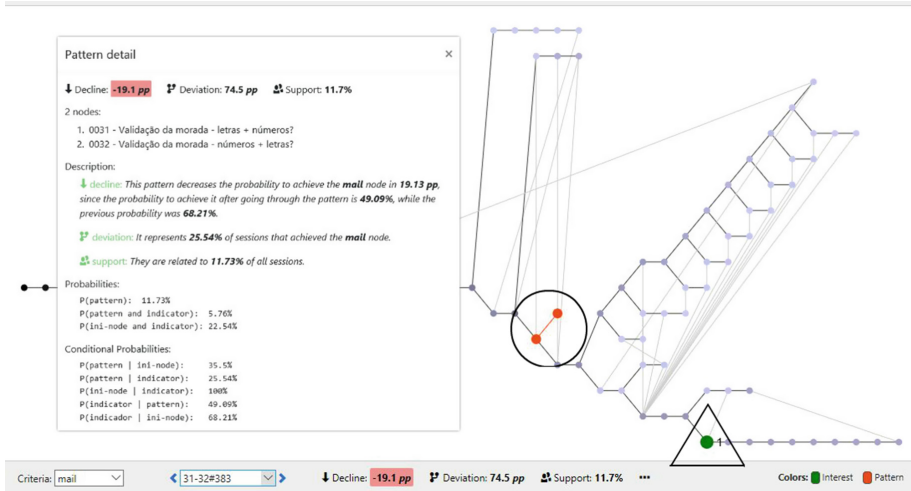 Pattern detail ×
Decline: -19.1 pp Deviation: 74.5 pp Support: 11.7%
2 nodes:
1. 0031 - Validação da morada - letras + números?
2. 0032 - Validação da morada - números + letras?
Description:
decline: This pattern decreases the probability to achieve the mail node in 19.13 pp,
since the probability to achieve it after going through the pattern is 49.09%, while the
previous probability was 68.21%.
deviation: It represents 25.54% of sessions that achieved the mail node.
support: They are related to 11.73% of all sessions.
Probabilities:
P(pattern): 11.73%
P(pattern and indicator): 5.76%
P(ini-node and indicator): 22.54%
Conditional Probabilities:
P(pattern | ini-node): 35.5%
P(pattern | indicator): 25.54%
P(ini-node | indicator): 100%
P(indicator | pattern): 49.09%
P(indicador | ini-node): 68.21%
1
Criteria: mail 31-32#383 Decline: -19.1 pp Deviation: 74.5 pp Support: 11.7% ••• Colors: Interest Pattern